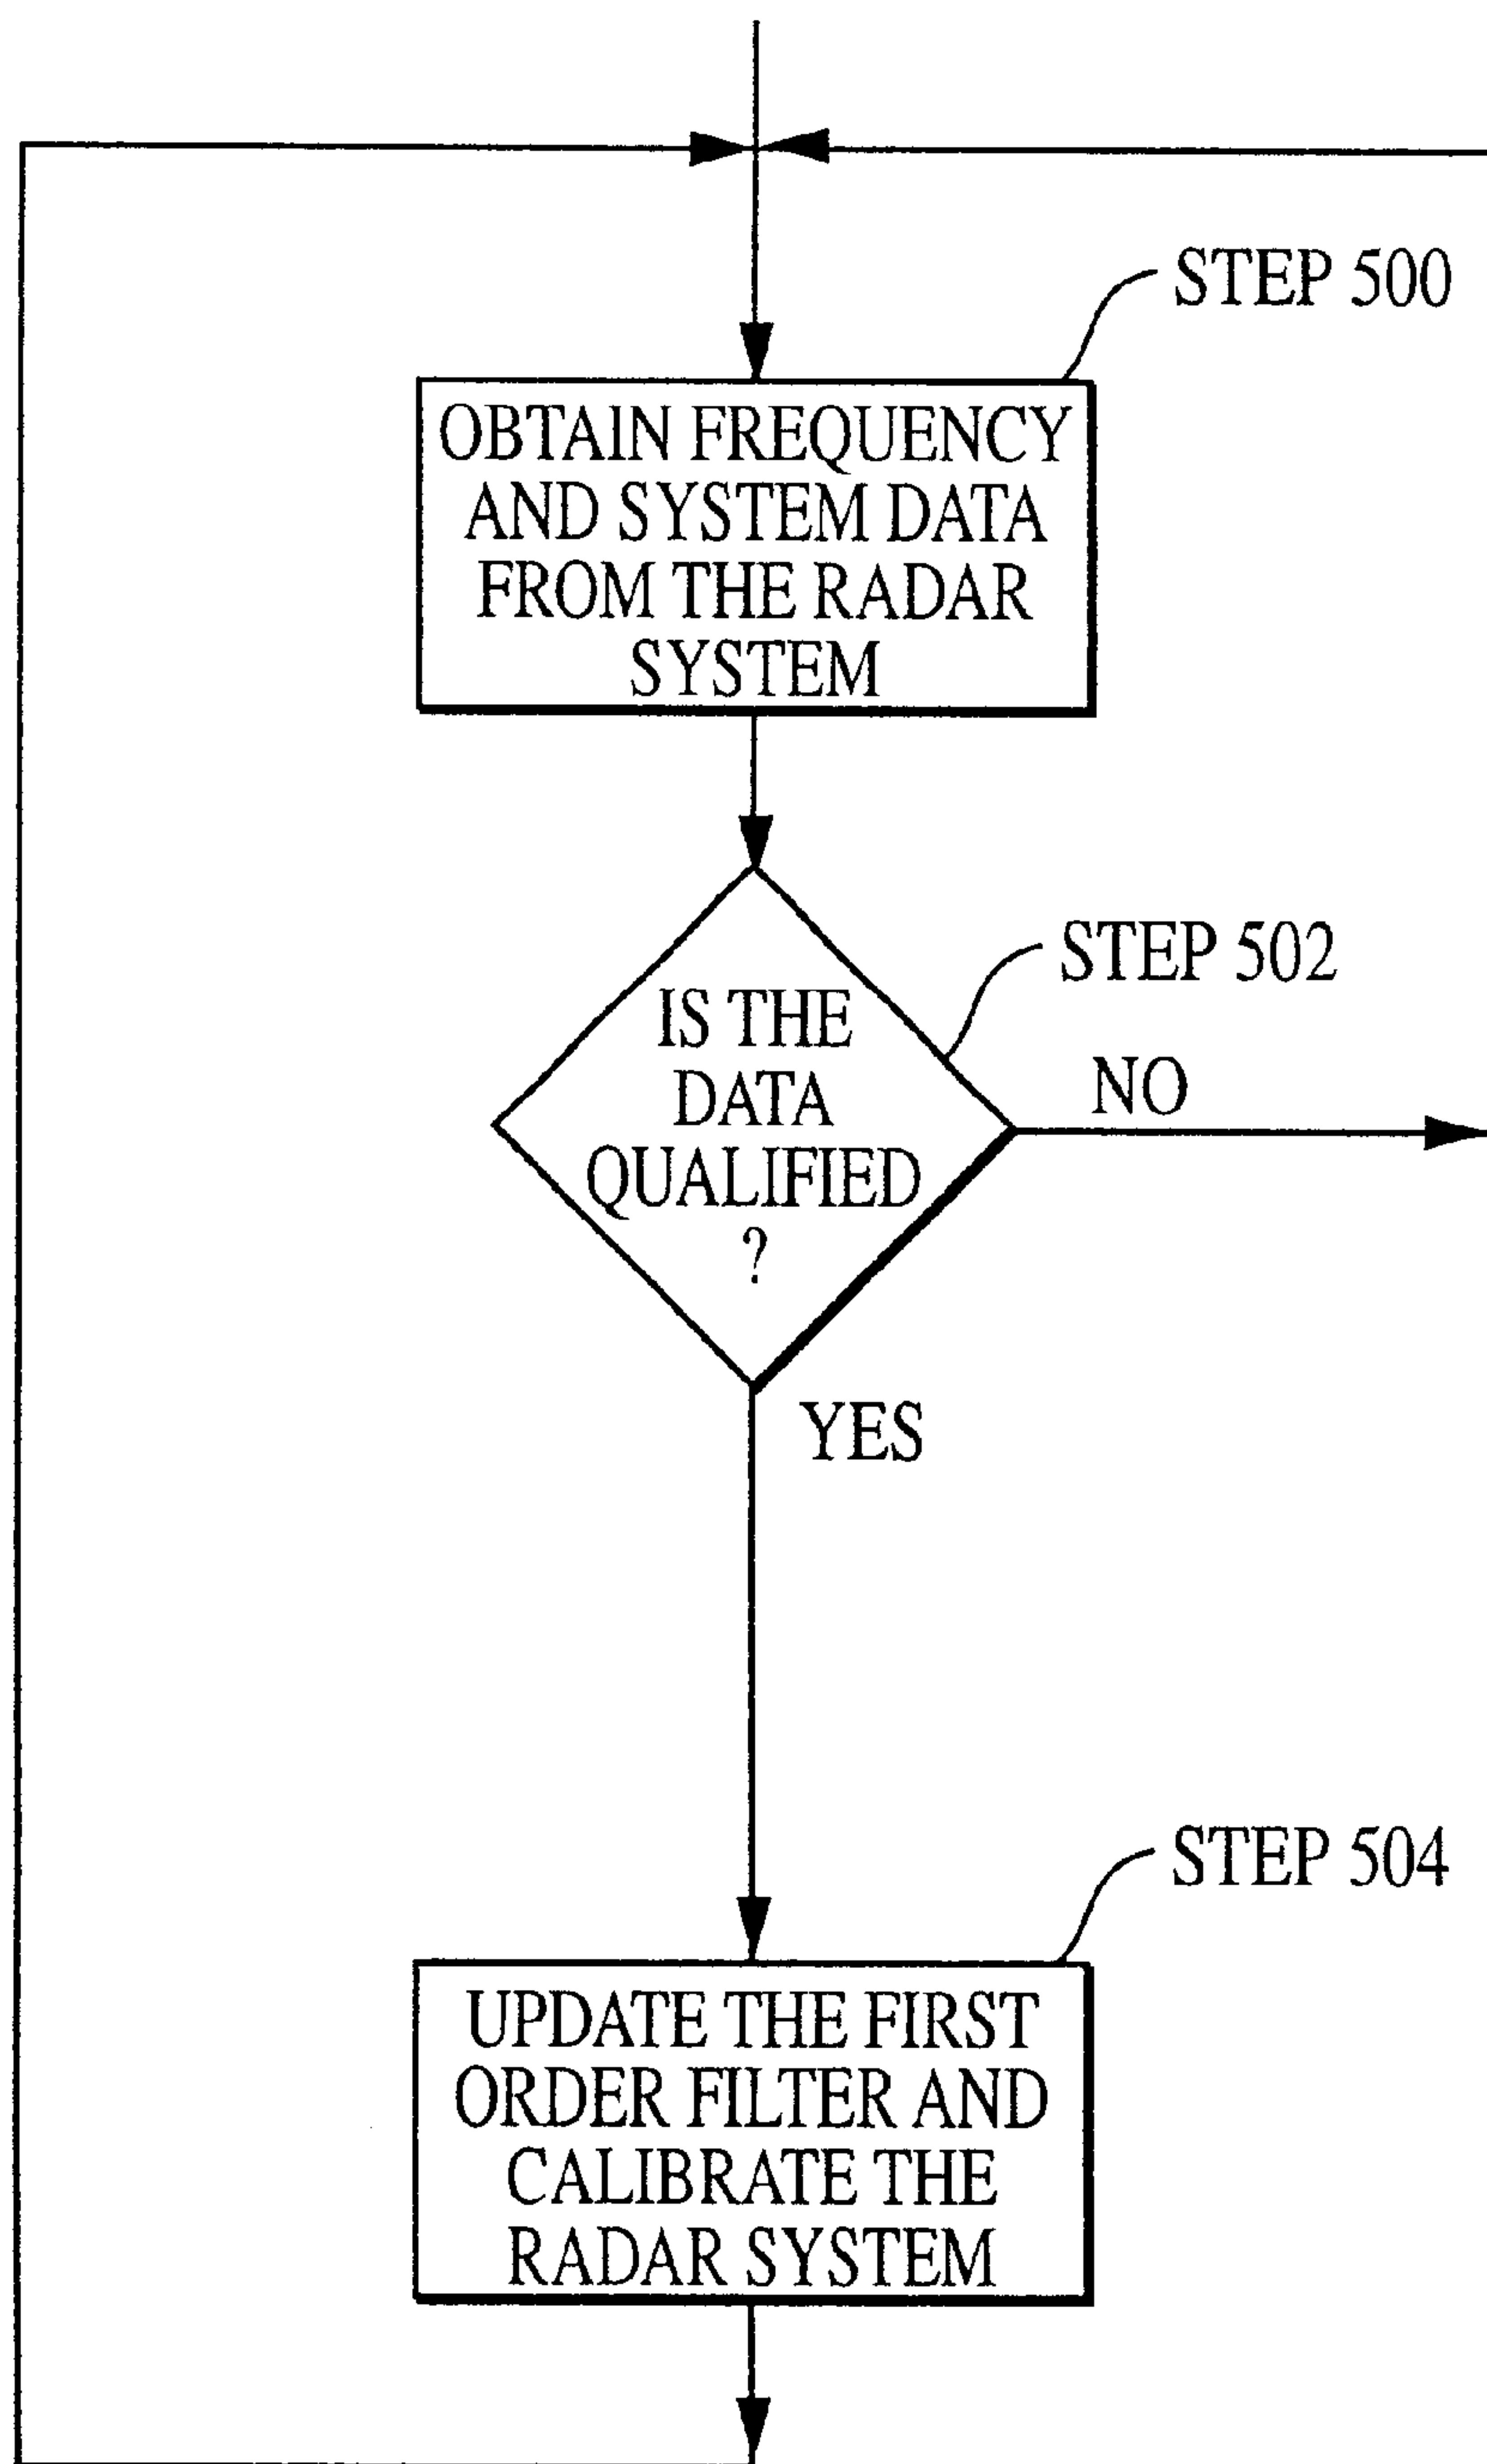 STEP 500
OBTAIN FREQUENCY
AND SYSTEM DATA
FROM THE RADAR
SYSTEM
STEP 502
IS THE
DATA
QUALIFIED
?
NO
YES
STEP 504
UPDATE THE FIRST
ORDER FILTER AND
CALIBRATE THE
RADAR SYSTEM